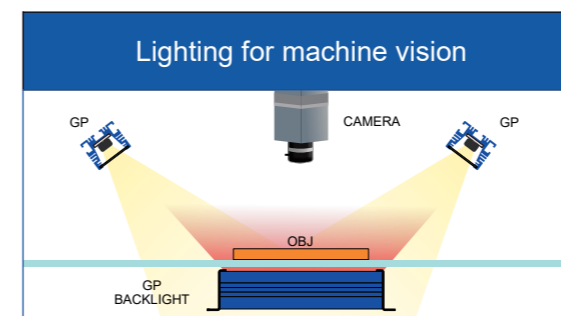 Lighting for machine vision
GP
CAMERA
GP
OBJ
GP
BACKLIGHT